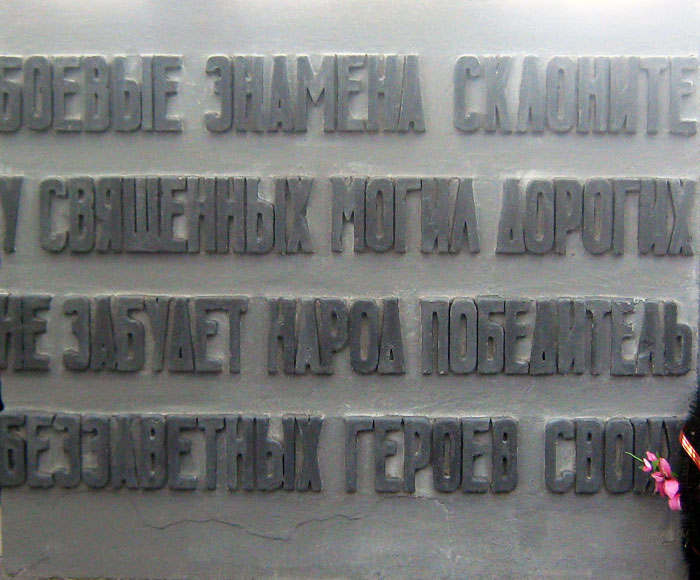 БОЕВЫЕ ЗНАМЕНА СКЛОНИТЕ
У СВЯЩЕННЫХ МОГИЛ ДОРОГИХ
НЕ ЗАБУДЕТ НАРОД ПОБЕДИТЕЛЬ
БЕЗЗАВЕТНЫХ ГЕРОЕВ СВОИХ